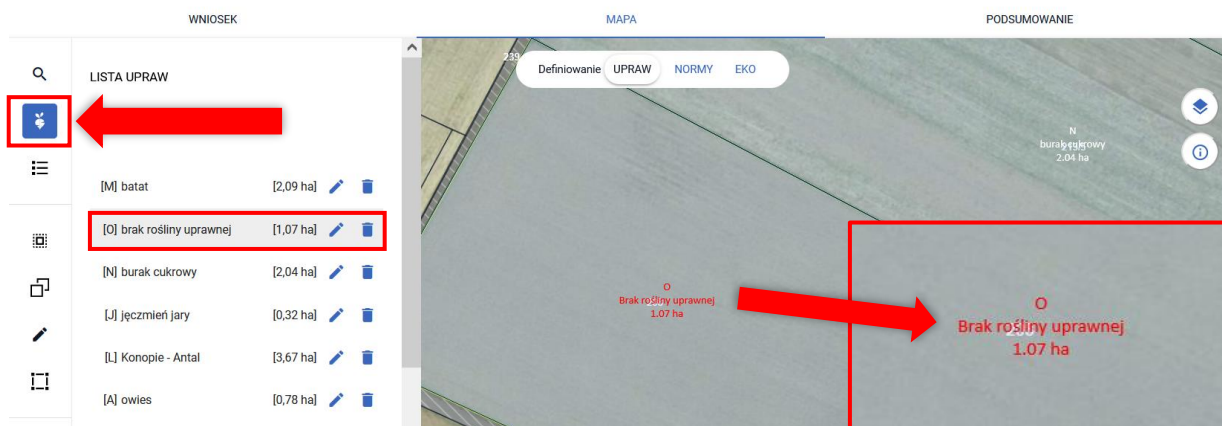 WNIOSEK
MAPA
PODSUMOWANIE
LISTA UPRAW
[M] batat [2,09 ha]
[O] brak rośliny uprawnej [1,07 ha]
[N] burak cukrowy [2,04 ha]
[J] jęczmień jary [0,32 ha]
[L] Konopie - Antal [3,67 ha]
[A] owies [0,78 ha]
239
Definiowanie UPRAW NORMY EKO
N
burak cukrowy
2.04 ha
O
Brak rośliny uprawnej
1.07 ha
O
Brak rośliny uprawnej
1.07 ha